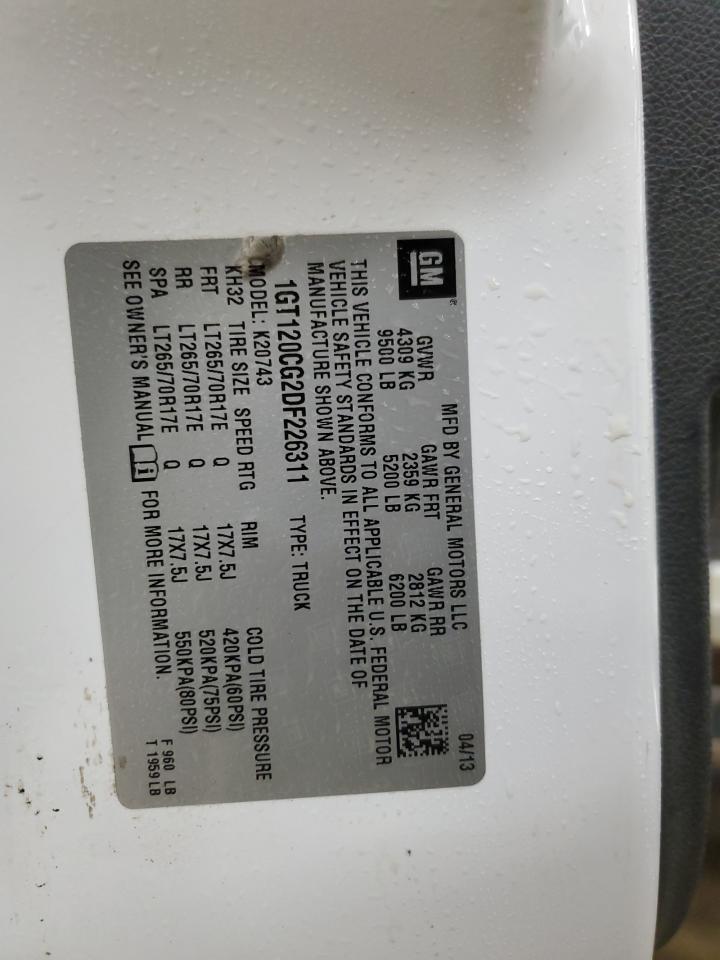 GM
®
MFD BY GENERAL MOTORS LLC
04/13
GVWR GAWR FRT GAWR RR
4309 KG 2359 KG 2812 KG
9500 LB 5200 LB 6200 LB
THIS VEHICLE CONFORMS TO ALL APPLICABLE U.S. FEDERAL MOTOR
VEHICLE SAFETY STANDARDS IN EFFECT ON THE DATE OF
MANUFACTURE SHOWN ABOVE.
1GT120CG2DF226311 TYPE: TRUCK
MODEL: K20743
KH32 TIRE SIZE SPEED RTG RIM COLD TIRE PRESSURE
FRT LT265/70R17E Q 17X7.5J 420KPA(60PSI)
RR LT265/70R17E Q 17X7.5J 520KPA(75PSI)
SPA LT265/70R17E Q 17X7.5J 550KPA(80PSI)
SEE OWNER'S MANUAL i FOR MORE INFORMATION.
F 960 LB
T 1959 LB